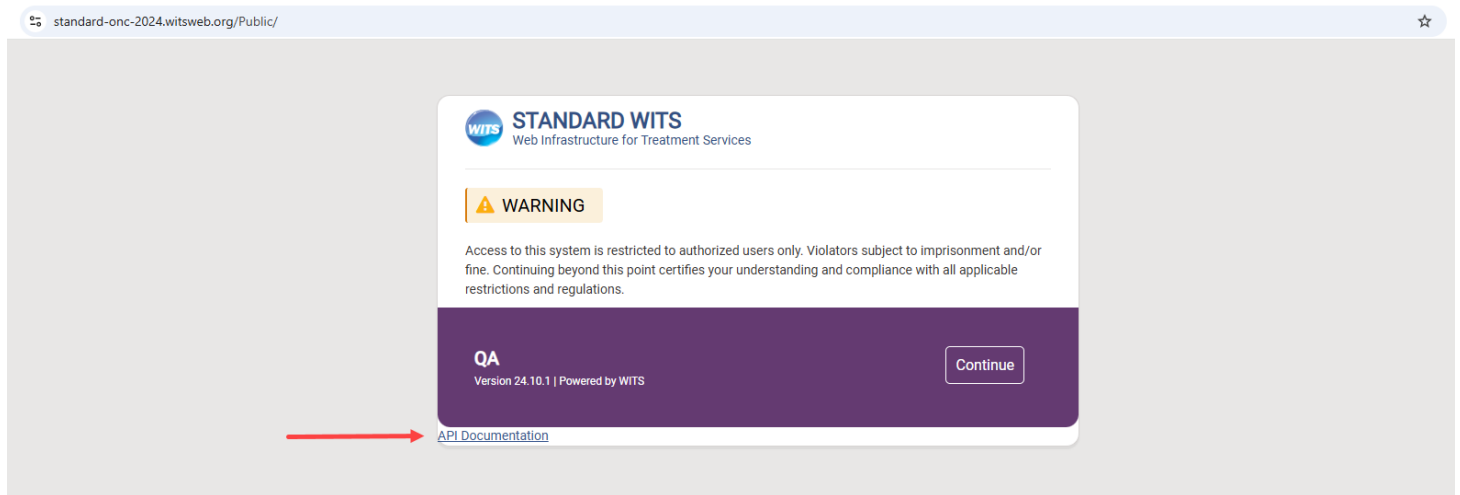 standard-onc-2024.witsweb.org/Public/
WITS
STANDARD WITS
Web Infrastructure for Treatment Services
WARNING
Access to this system is restricted to authorized users only. Violators subject to imprisonment and/or
fine. Continuing beyond this point certifies your understanding and compliance with all applicable
restrictions and regulations.
QA
Version 24.10.1 | Powered by WITS
Continue
API Documentation